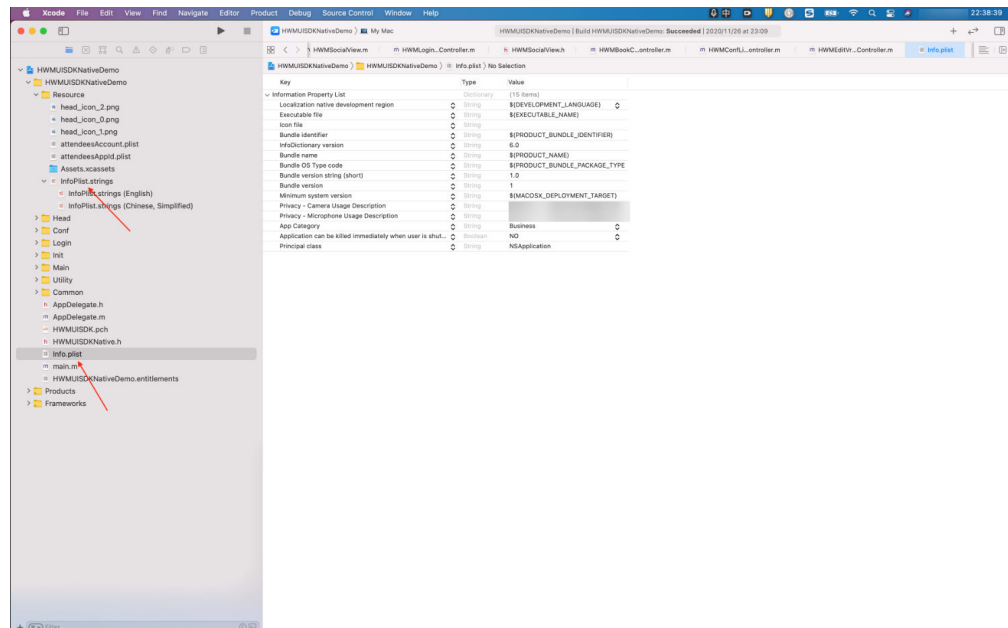 Xcode File Edit View Find Navigate Editor Product Debug Source Control Window Help 22:38:39
HWMUISDKNativeDemo 〉 My Mac
HWMUISDKNativeDemo | Build HWMUISDKNativeDemo: Succeeded | 2020/11/26 at 23:09
HWMSocialView.m
HWMLogin...Controller.m
HWMSocialView.h
HWMBookC...ontroller.m
HWMConfLi...ontroller.m
HWMEditVr...Controller.m
Info.plist
HWMUISDKNativeDemo 〉 HWMUISDKNativeDemo 〉 Info.plist 〉 No Selection
HWMUISDKNativeDemo
HWMUISDKNativeDemo
Resource
head_icon_2.png
head_icon_0.png
head_icon_1.png
attendeesAccount.plist
attendeesAppId.plist
Assets.xcassets
InfoPlist.strings
InfoPlist.strings (English)
InfoPlist.strings (Chinese, Simplified)
Head
Conf
Login
Init
Main
Utility
Common
AppDelegate.h
AppDelegate.m
HWMUISDK.pch
HWMUISDKNative.h
Info.plist
main.m
HWMUISDKNativeDemo.entitlements
Products
Frameworks
Key Type Value
Information Property List Dictionary (15 items)
Localization native development region String $(DEVELOPMENT_LANGUAGE)
Executable file String $(EXECUTABLE_NAME)
Icon file String
Bundle identifier String $(PRODUCT_BUNDLE_IDENTIFIER)
InfoDictionary version String 6.0
Bundle name String $(PRODUCT_NAME)
Bundle OS Type code String $(PRODUCT_BUNDLE_PACKAGE_TYPE
Bundle version string (short) String 1.0
Bundle version String 1
Minimum system version String $(MACOSX_DEPLOYMENT_TARGET)
Privacy - Camera Usage Description String
Privacy - Microphone Usage Description String
App Category String Business
Application can be killed immediately when user is shut... Boolean NO
Principal class String NSApplication